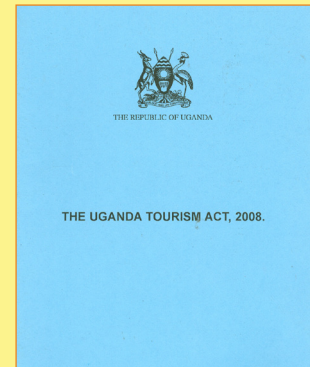 THE REPUBLIC OF UGANDA
THE UGANDA TOURISM ACT, 2008.